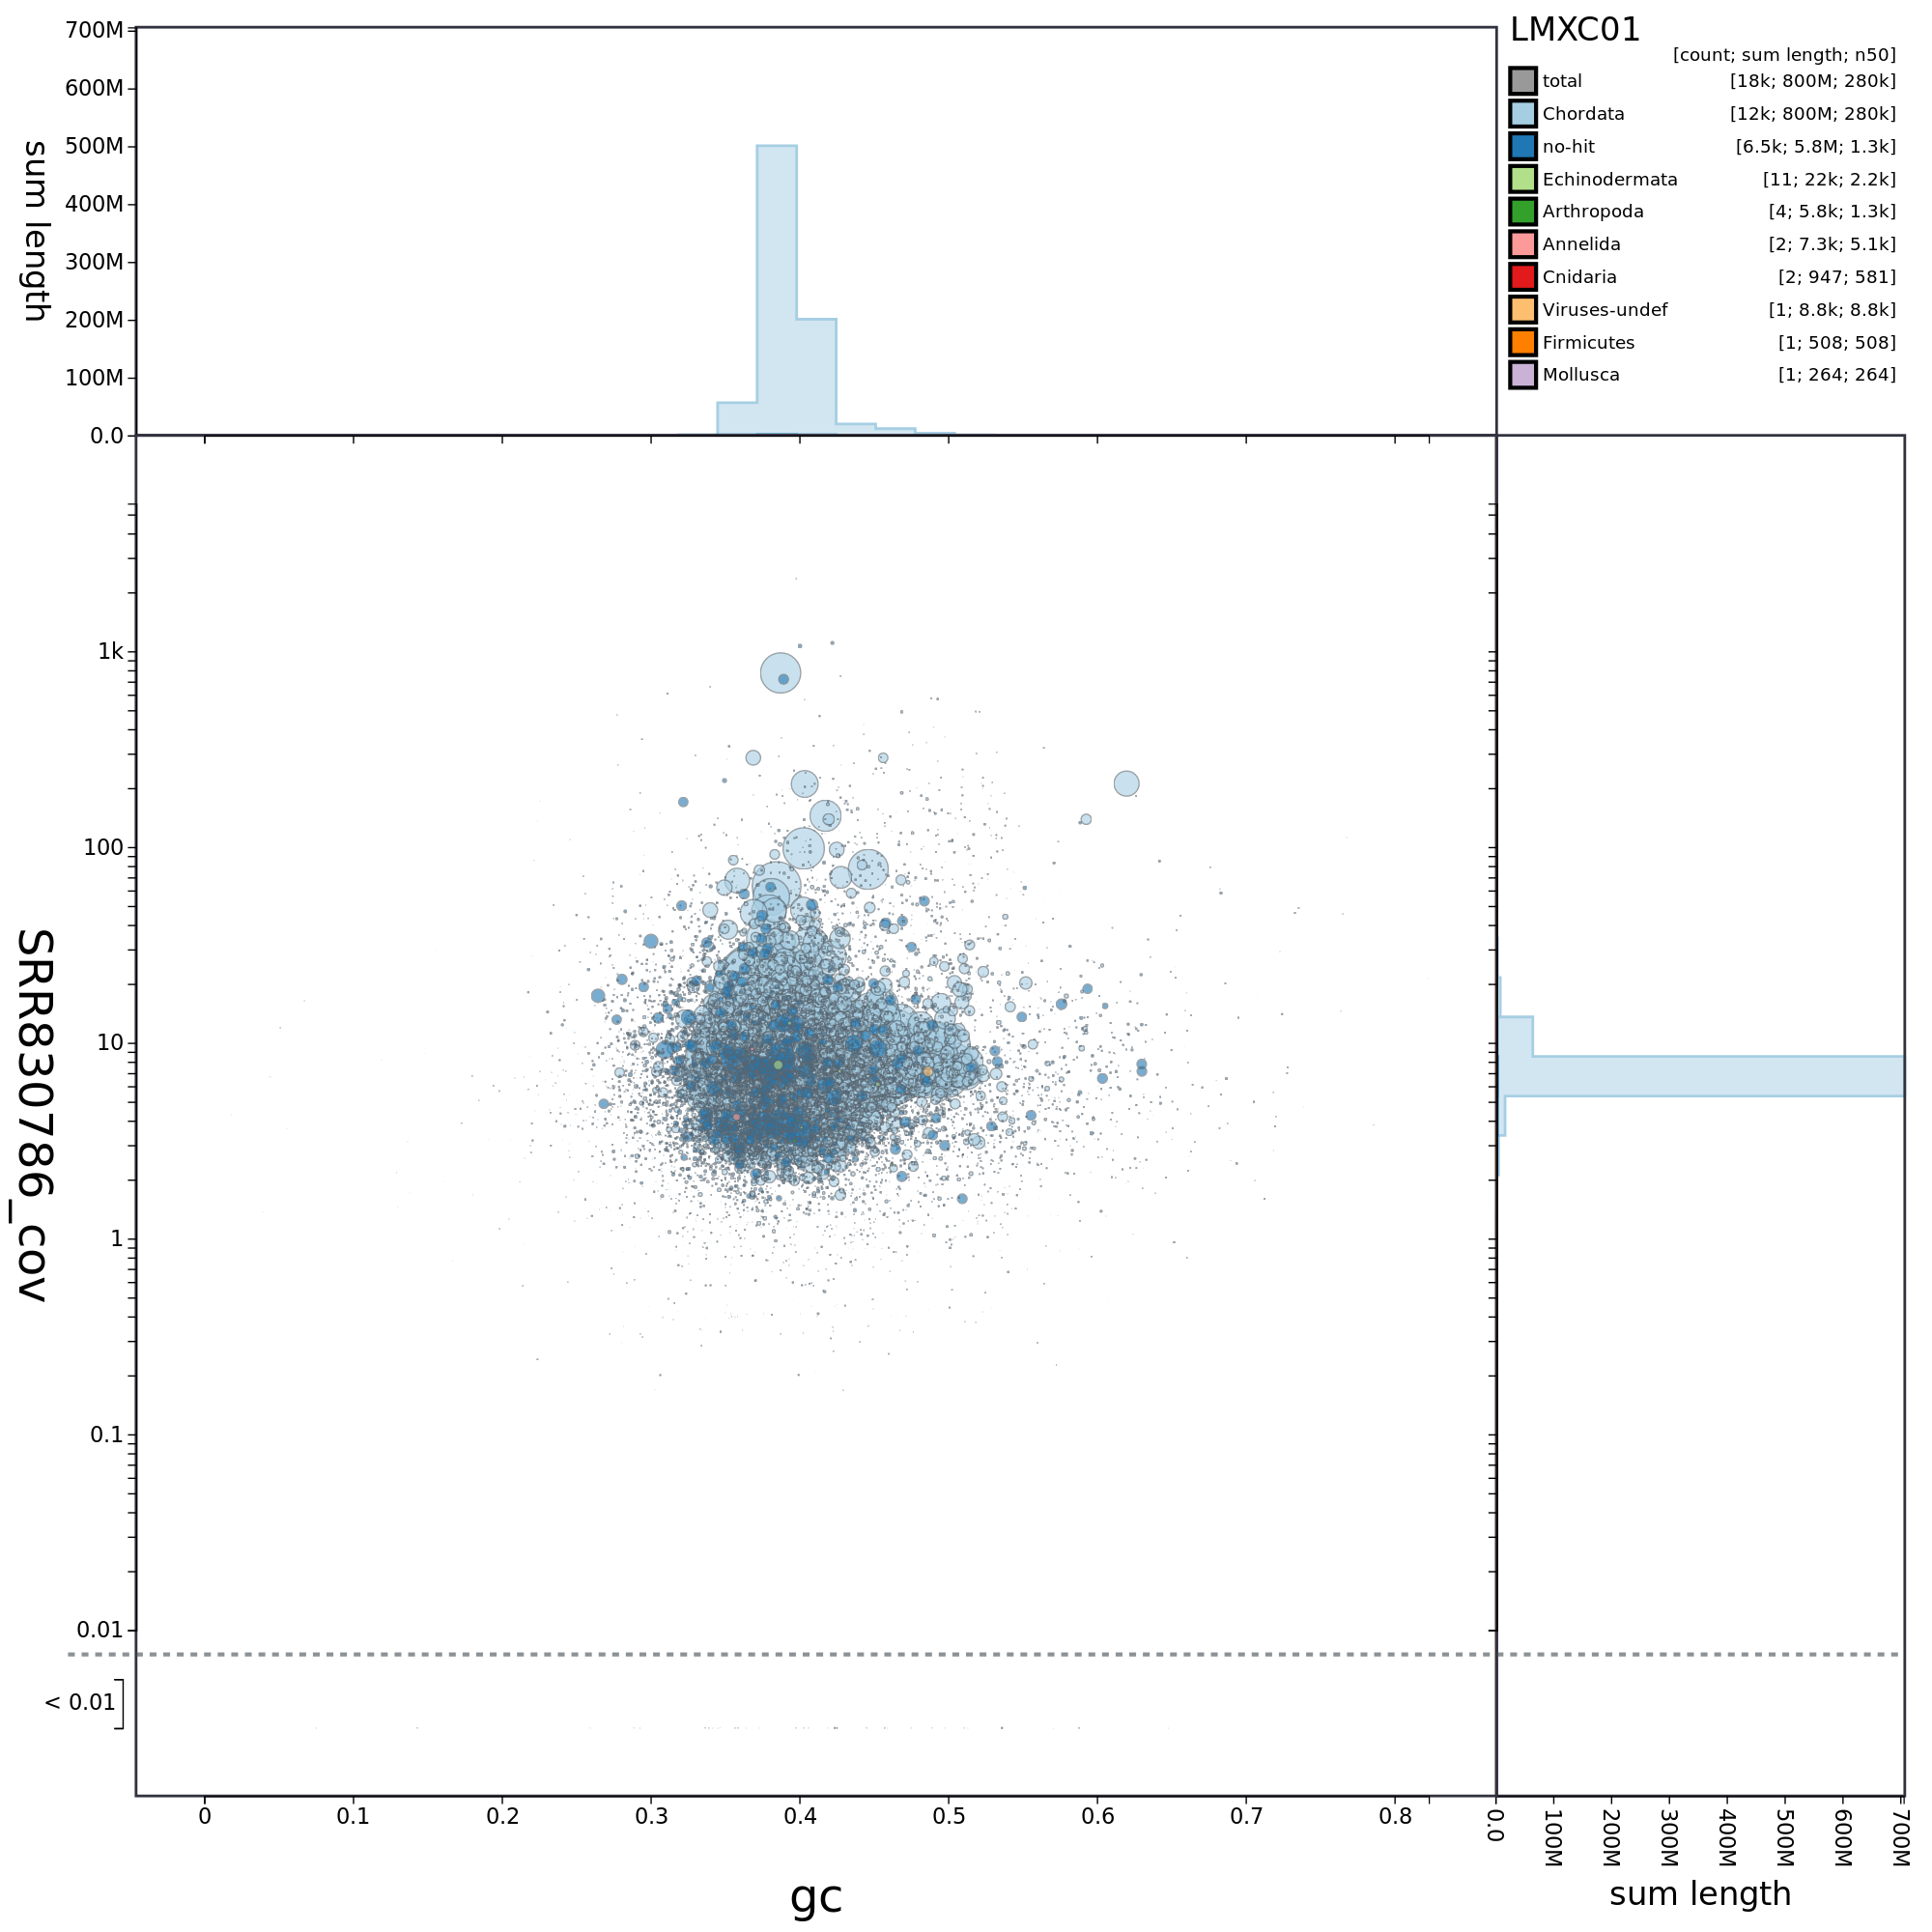 LMXC01
[count; sum length; n50]
total [18k; 800M; 280k]
Chordata [12k; 800M; 280k]
no-hit [6.5k; 5.8M; 1.3k]
Echinodermata [11; 22k; 2.2k]
Arthropoda [4; 5.8k; 1.3k]
Annelida [2; 7.3k; 5.1k]
Cnidaria [2; 947; 581]
Viruses-undef [1; 8.8k; 8.8k]
Firmicutes [1; 508; 508]
Mollusca [1; 264; 264]
sum length
700M
600M
500M
400M
300M
200M
100M
0.0
SRR830786_cov
1k
100
10
1
0.1
0.01
< 0.01
0 0.1 0.2 0.3 0.4 0.5 0.6 0.7 0.8
gc
0.0 100M 200M 300M 400M 500M 600M 700M
sum length